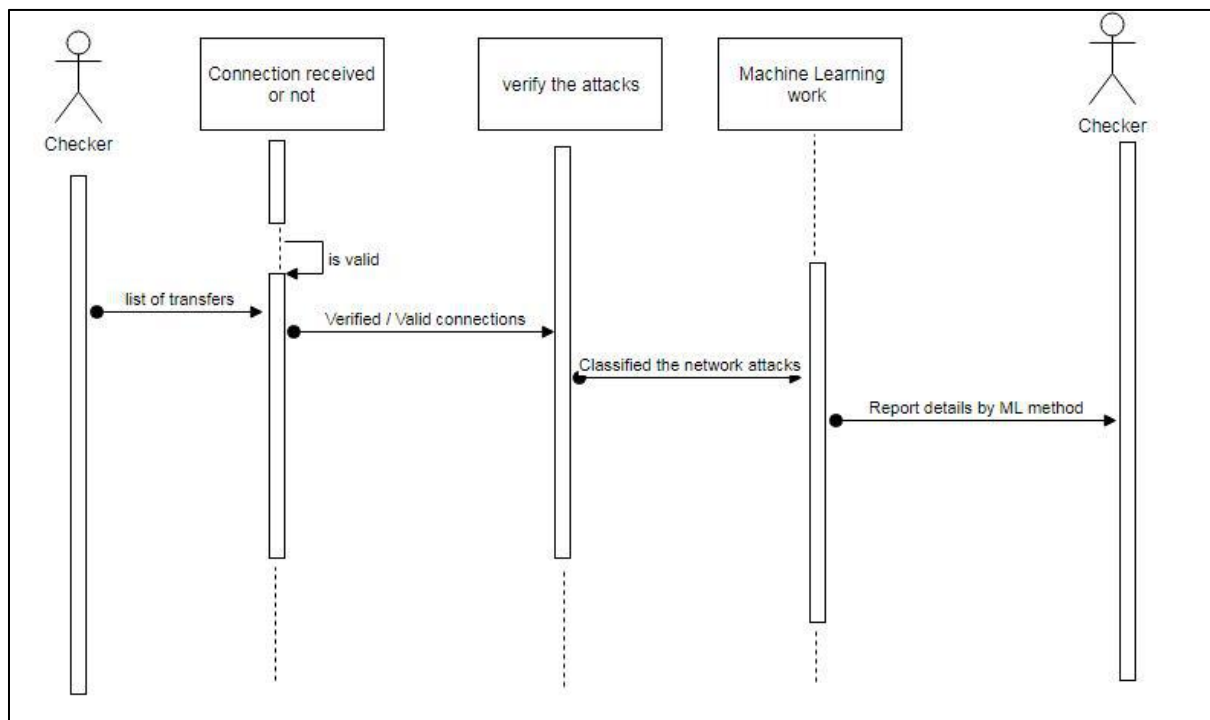 Connection received
or not
verify the attacks
Machine Learning
work
Checker
Checker
is valid
list of transfers
Verified / Valid connections
Classified the network attacks
Report details by ML method